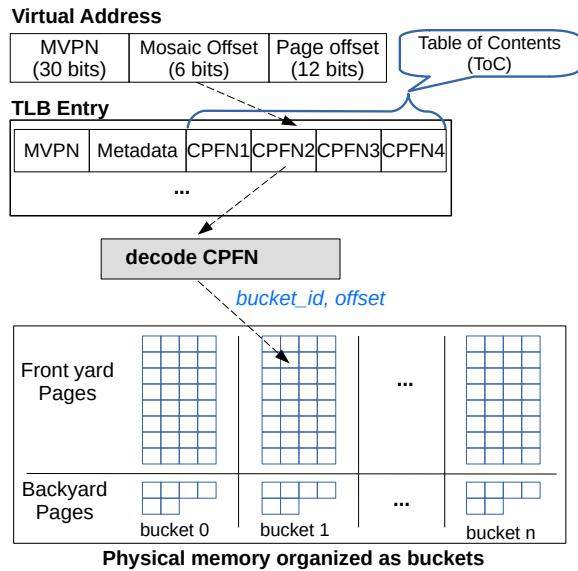 Virtual Address
MVPN
(30 bits)
Mosaic Offset
(6 bits)
Page offset
(12 bits)
Table of Contents
(ToC)
TLB Entry
MVPN
Metadata
CPFN1
CPFN2
CPFN3
CPFN4
...
decode CPFN
bucket_id, offset
Front yard
Pages
...
Backyard
Pages
...
bucket 0
bucket 1
bucket n
Physical memory organized as buckets